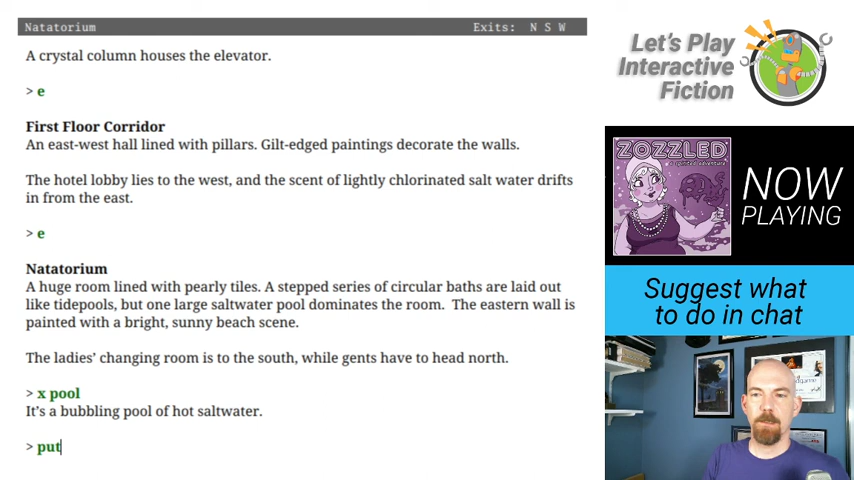 Natatorium Exits: N S W
A crystal column houses the elevator.
> e
First Floor Corridor
An east-west hall lined with pillars. Gilt-edged paintings decorate the walls.
The hotel lobby lies to the west, and the scent of lightly chlorinated salt water drifts
in from the east.
> e
Natatorium
A huge room lined with pearly tiles. A stepped series of circular baths are laid out
like tidepools, but one large saltwater pool dominates the room. The eastern wall is
painted with a bright, sunny beach scene.
The ladies’ changing room is to the south, while gents have to head north.
> x pool
It’s a bubbling pool of hot saltwater.
> put
Let’s Play
Interactive
Fiction
ZOZZLED
NOW
PLAYING
Suggest what
to do in chat